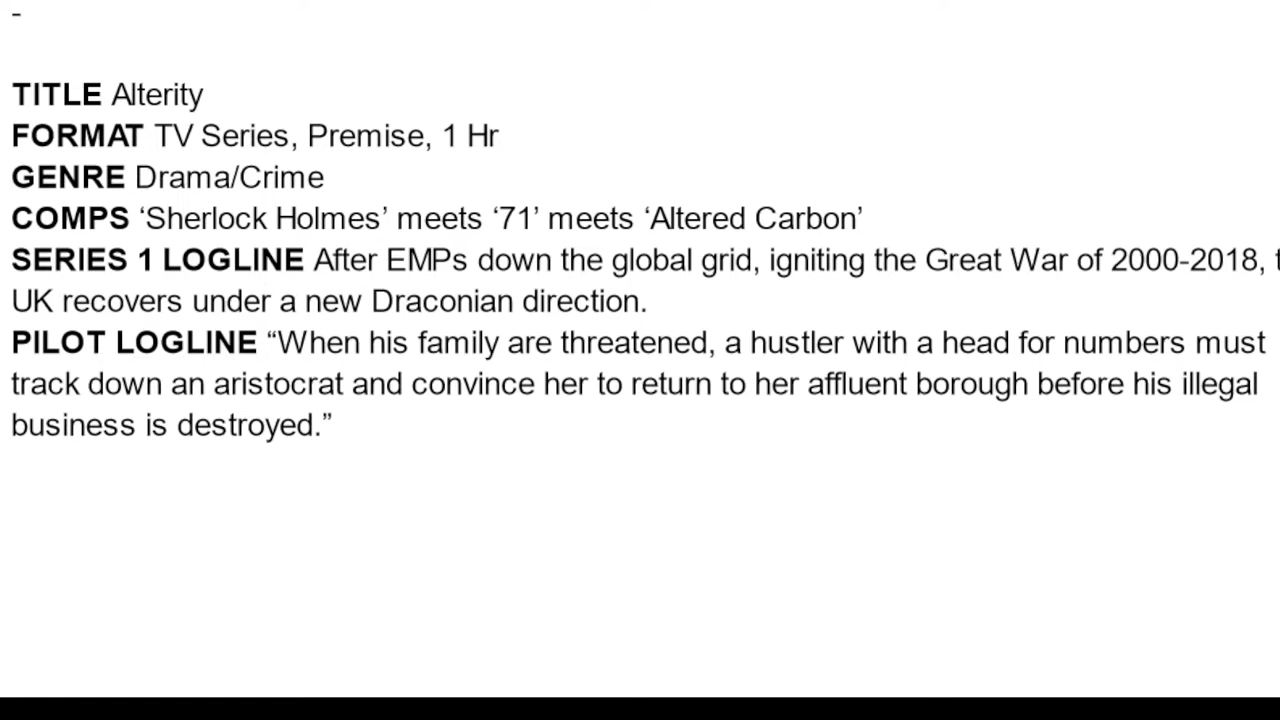 -
TITLE Alterity
FORMAT TV Series, Premise, 1 Hr
GENRE Drama/Crime
COMPS ‘Sherlock Holmes’ meets ‘71’ meets ‘Altered Carbon’
SERIES 1 LOGLINE After EMPs down the global grid, igniting the Great War of 2000-2018,
UK recovers under a new Draconian direction.
PILOT LOGLINE “When his family are threatened, a hustler with a head for numbers must
track down an aristocrat and convince her to return to her affluent borough before his illegal
business is destroyed.”